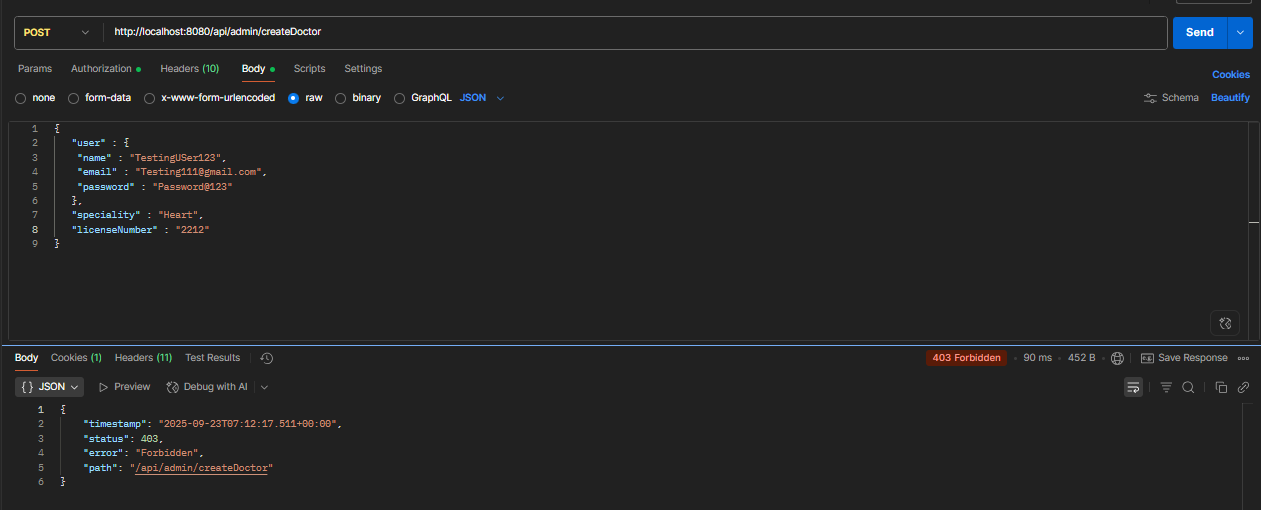 POST http://localhost:8080/api/admin/createDoctor Send
Params Authorization Headers (10) Body Scripts Settings Cookies
none form-data x-www-form-urlencoded raw binary GraphQL JSON Schema Beautify
1 {
2 "user" : {
3 "name" : "TestingUSer123",
4 "email" : "Testing111@gmail.com",
5 "password" : "Password@123"
6 },
7 "speciality" : "Heart",
8 "licenseNumber" : "2212"
9 }
Body Cookies (1) Headers (11) Test Results 403 Forbidden 90 ms 452 B Save Response
{} JSON Preview Debug with AI
1 {
2 "timestamp": "2025-09-23T07:12:17.511+00:00",
3 "status": 403,
4 "error": "Forbidden",
5 "path": "/api/admin/createDoctor"
6 }